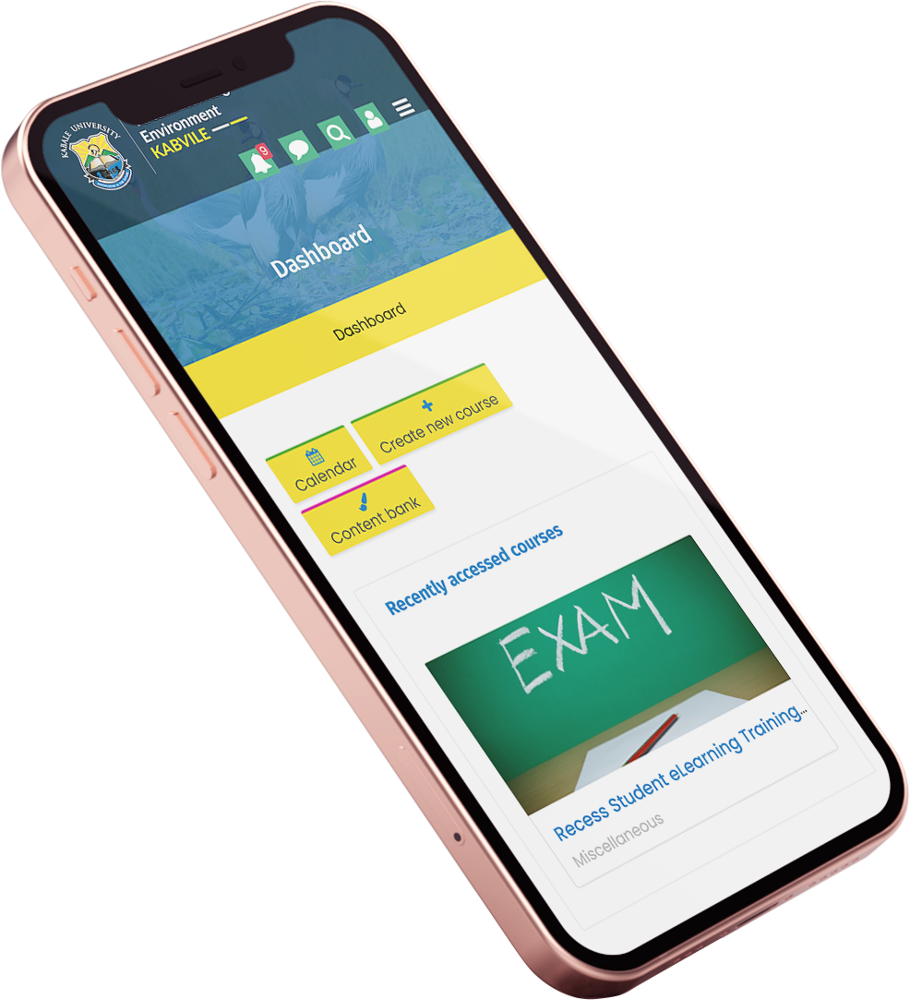 KABALE UNIVERSITY
Environment
KABVILE
9
Dashboard
Dashboard
Calendar
Create new course
Content bank
Recently accessed courses
EXAM
Recess Student eLearning Training...
Miscellaneous